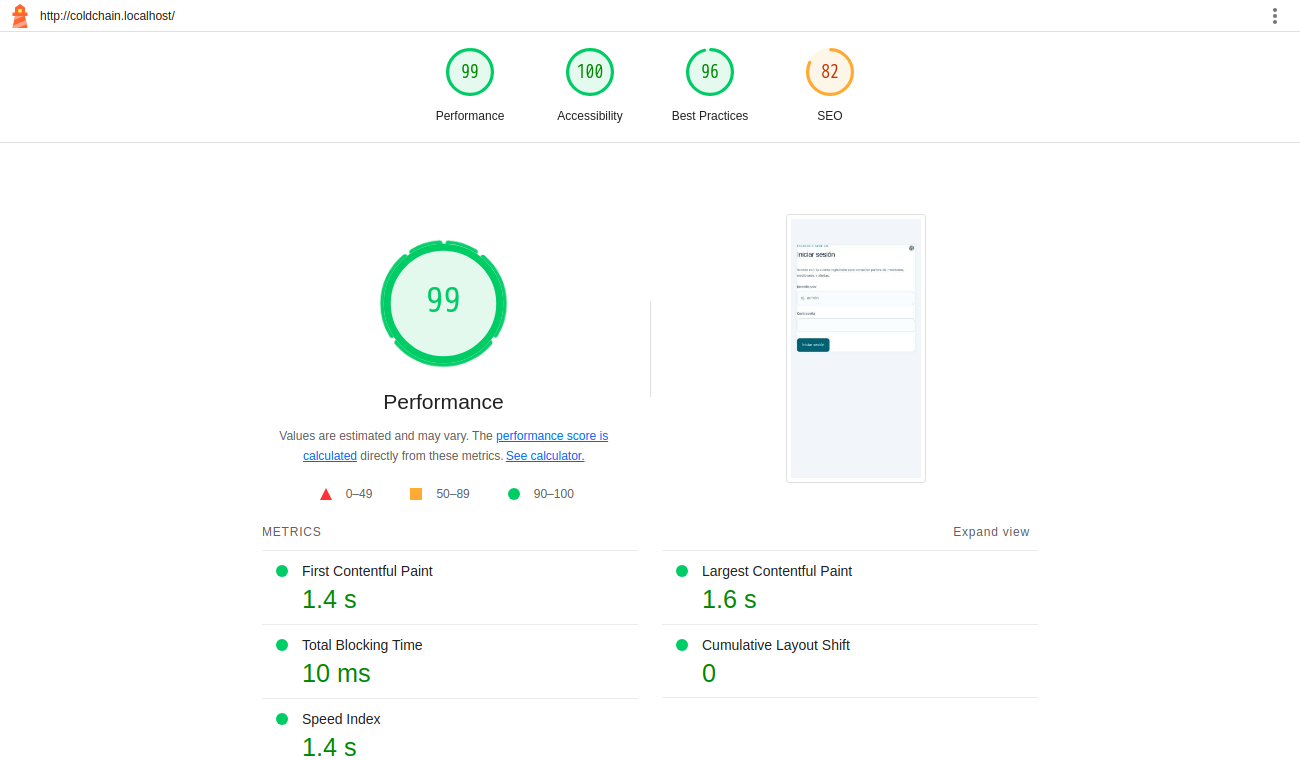 http://coldchain.localhost/
99
100
96
82
Performance
Accessibility
Best Practices
SEO
99
Performance
Values are estimated and may vary. The performance score is
calculated directly from these metrics. See calculator.
0–49
50–89
90–100
Iniciar sesión
Iniciar sesión
METRICS
Expand view
First Contentful Paint
1.4 s
Largest Contentful Paint
1.6 s
Total Blocking Time
10 ms
Cumulative Layout Shift
0
Speed Index
1.4 s